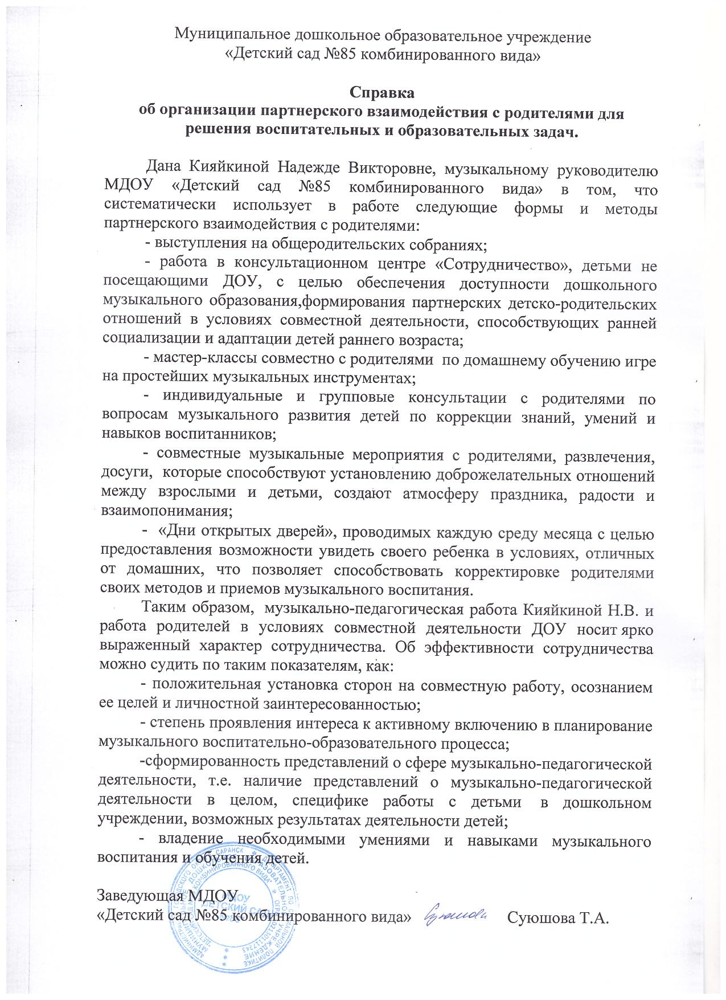 Муниципальное дошкольное образовательное учреждение
«Детский сад №85 комбинированного вида»
Справка
об организации партнерского взаимодействия с родителями для
решения воспитательных и образовательных задач.
Дана Кияйкиной Надежде Викторовне, музыкальному руководителю
МДОУ «Детский сад №85 комбинированного вида» в том, что
систематически использует в работе следующие формы и методы
партнерского взаимодействия с родителями:
- выступления на общеродительских собраниях;
- работа в консультационном центре «Сотрудничество», детьми не
посещающими ДОУ, с целью обеспечения доступности дошкольного
музыкального образования,формирования партнерских детско-родительских
отношений в условиях совместной деятельности, способствующих ранней
социализации и адаптации детей раннего возраста;
- мастер-классы совместно с родителями по домашнему обучению игре
на простейших музыкальных инструментах;
- индивидуальные и групповые консультации с родителями по
вопросам музыкального развития детей по коррекции знаний, умений и
навыков воспитанников;
- совместные музыкальные мероприятия с родителями, развлечения,
досуги, которые способствуют установлению доброжелательных отношений
между взрослыми и детьми, создают атмосферу праздника, радости и
взаимопонимания;
- «Дни открытых дверей», проводимых каждую среду месяца с целью
предоставления возможности увидеть своего ребенка в условиях, отличных
от домашних, что позволяет способствовать корректировке родителями
своих методов и приемов музыкального воспитания.
Таким образом, музыкально-педагогическая работа Кияйкиной Н.В. и
работа родителей в условиях совместной деятельности ДОУ носит ярко
выраженный характер сотрудничества. Об эффективности сотрудничества
можно судить по таким показателям, как:
- положительная установка сторон на совместную работу, осознанием
ее целей и личностной заинтересованностью;
- степень проявления интереса к активному включению в планирование
музыкального воспитательно-образовательного процесса;
-сформированность представлений о сфере музыкально-педагогической
деятельности, т.е. наличие представлений о музыкально-педагогической
деятельности в целом, специфике работы с детьми в дошкольном
учреждении, возможных результатах деятельности детей;
- владение необходимыми умениями и навыками музыкального
воспитания и обучения детей.
Заведующая МДОУ
«Детский сад №85 комбинированного вида» Суюшова Т.А.
МДОУ
ДЕТСКИЙ САД